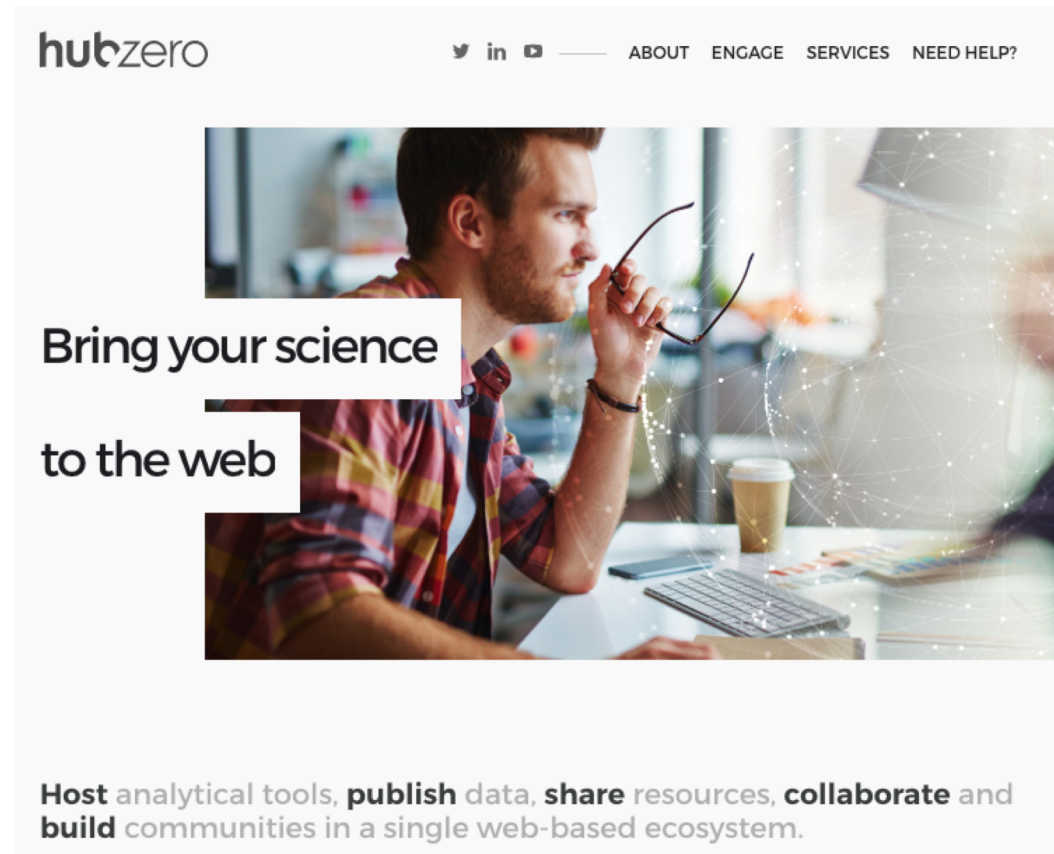 hubzero
ABOUT ENGAGE SERVICES NEED HELP?
Bring your science
to the web
Host analytical tools, publish data, share resources, collaborate and
build communities in a single web-based ecosystem.